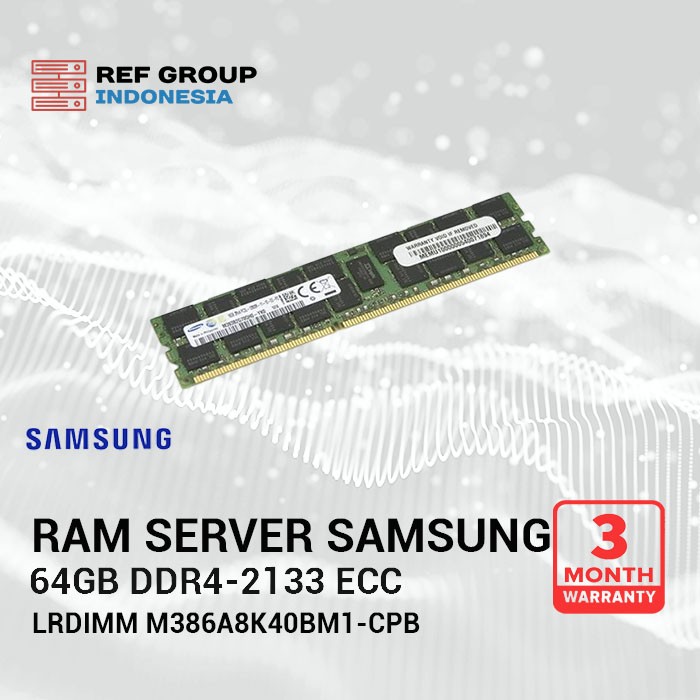 REF GROUP
INDONESIA
WARRANTY VOID IF REMOVED
SAMSUNG
RAM SERVER SAMSUNG
64GB DDR4-2133 ECC
LRDIMM M386A8K40BM1-CPB
3
MONTH
WARRANTY